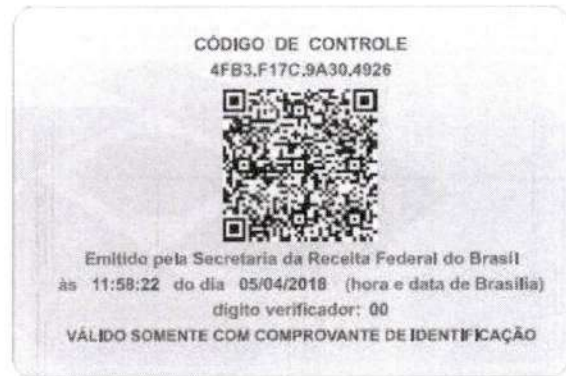 CÓDIGO DE CONTROLE
4FB3.F17C.9A30.4926
Emitido pela Secretaria da Receita Federal do Brasil
às 11:58:22 do dia 05/04/2018 (hora e data de Brasília)
dígito verificador: 00
VÁLIDO SOMENTE COM COMPROVANTE DE IDENTIFICAÇÃO